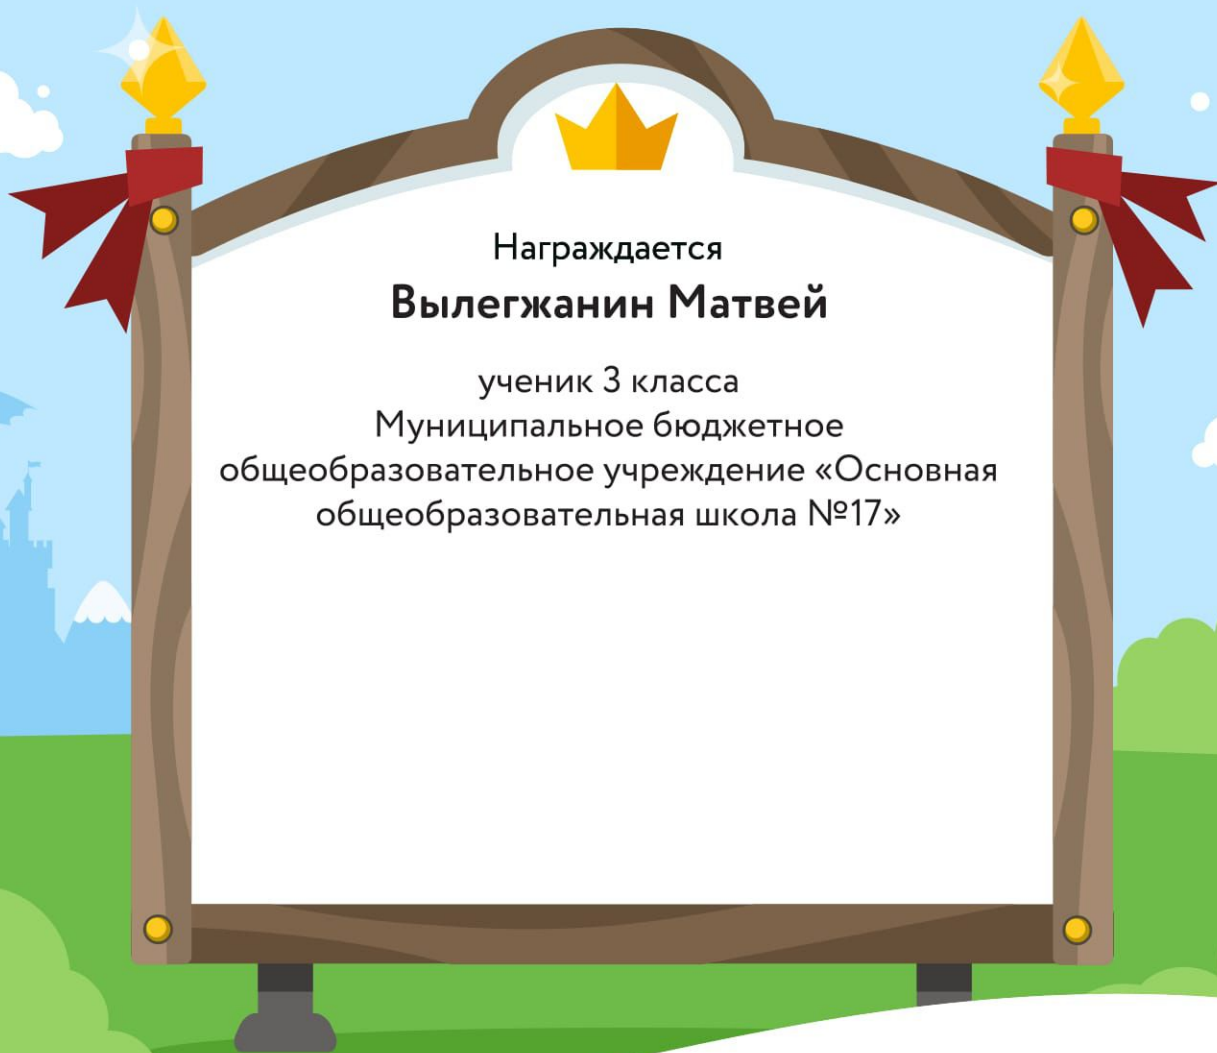 Награждается
Вылегжанин Матвей
ученик 3 класса
Муниципальное бюджетное
общеобразовательное учреждение «Основная
общеобразовательная школа №17»